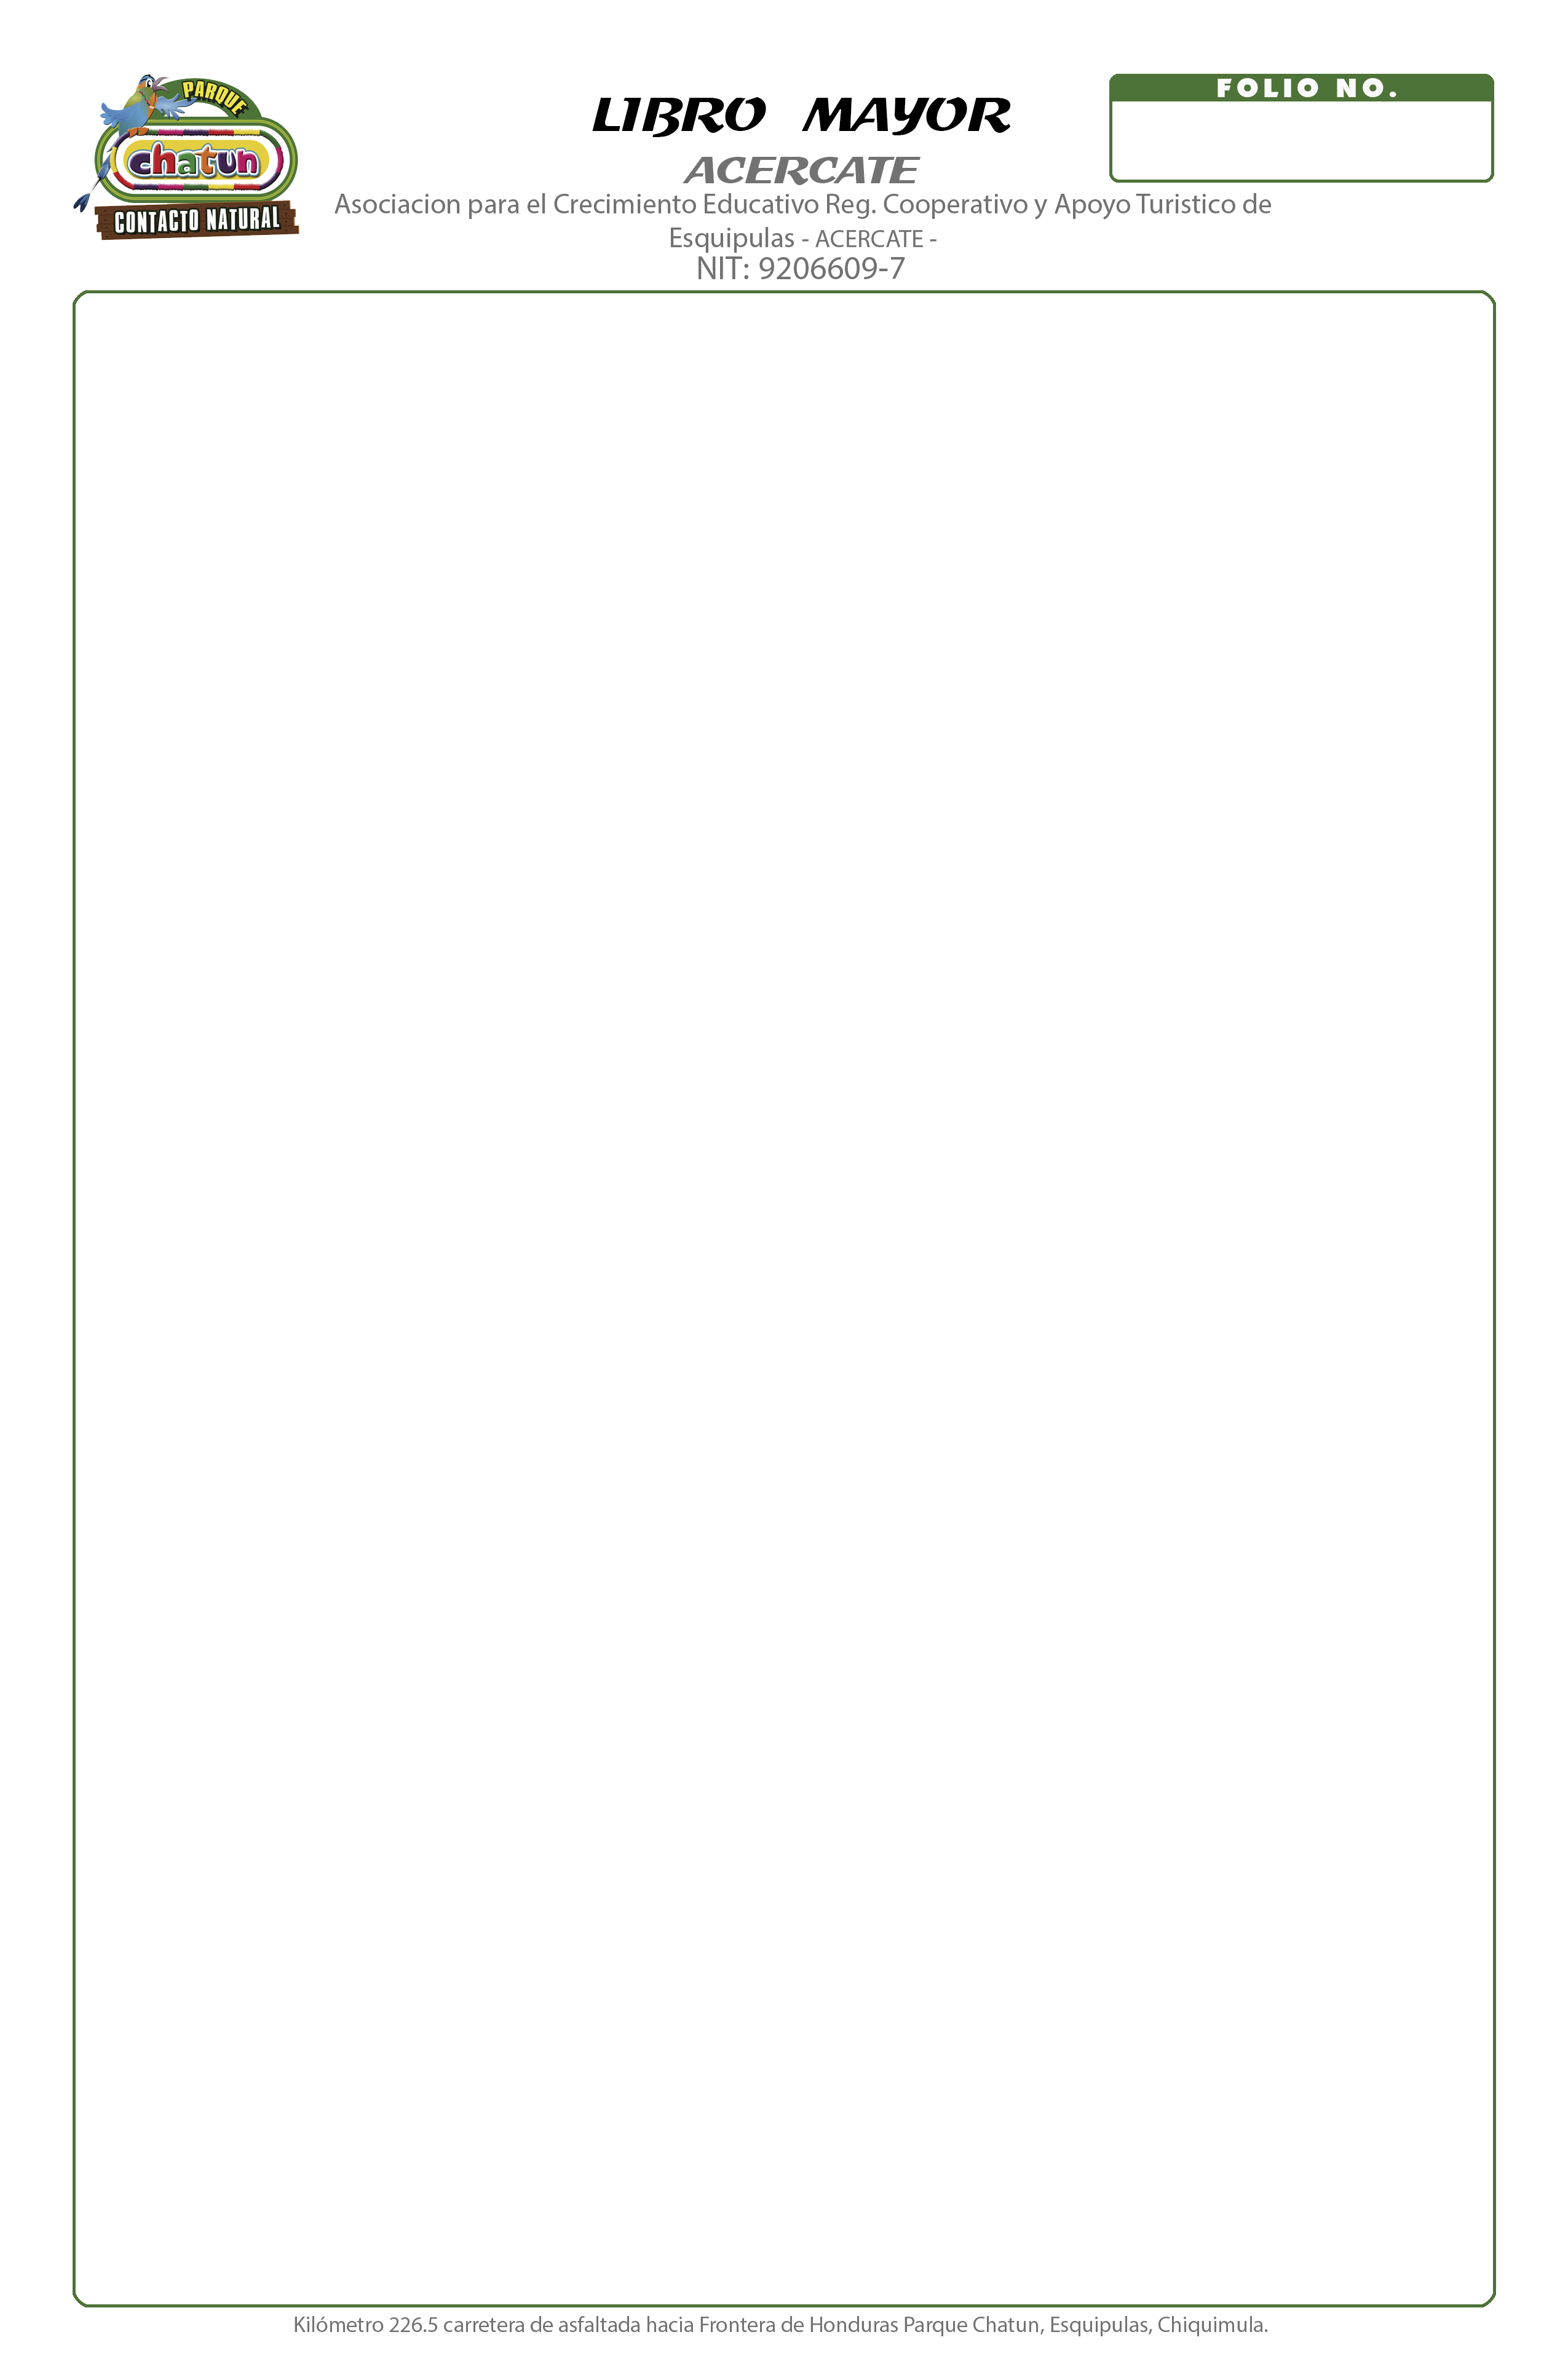 PARQUE
chatun
CONTACTO NATURAL
LIBRO MAYOR
ACERCATE
FOLIO NO.
Asociacion para el Crecimiento Educativo Reg. Cooperativo y Apoyo Turistico de
Esquipulas - ACERCATE -
NIT: 9206609-7
Kilómetro 226.5 carretera de asfaltada hacia Frontera de Honduras Parque Chatun, Esquipulas, Chiquimula.